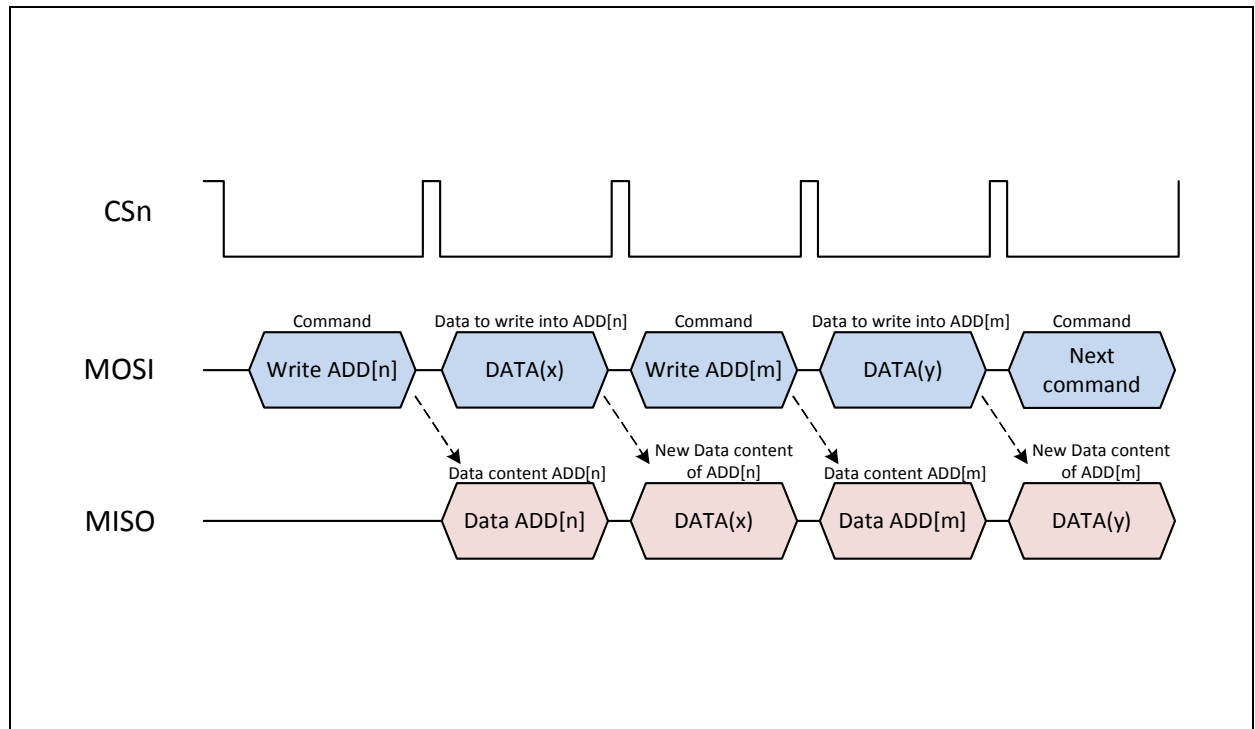 CSn
Command
Data to write into ADD[n]
Command
Data to write into ADD[m]
Command
MOSI
Write ADD[n]
DATA(x)
Write ADD[m]
DATA(y)
Next
command
Data content ADD[n]
New Data content
of ADD[n]
Data content ADD[m]
New Data content
of ADD[m]
MISO
Data ADD[n]
DATA(x)
Data ADD[m]
DATA(y)